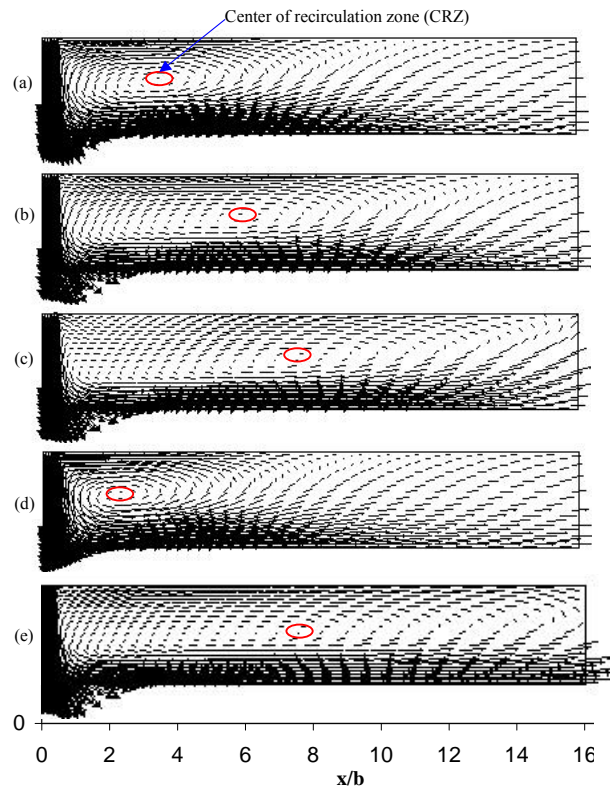 Center of recirculation zone (CRZ)
(a)
(b)
(c)
(d)
(e)
0
0 2 4 6 8 10 12 14 16
x/b